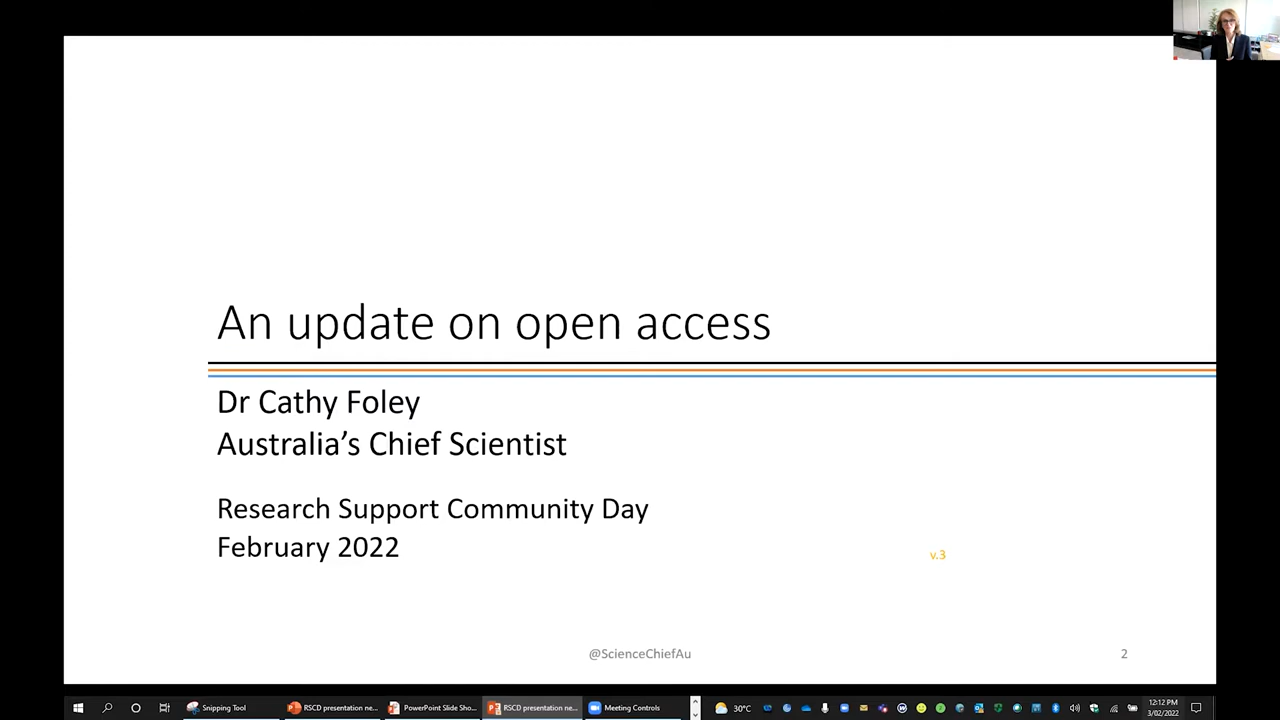 An update on open access
Dr Cathy Foley
Australia's Chief Scientist
Research Support Community Day
February 2022
v.3
@ScienceChiefAu
2
Snipping Tool
RSCD presentation ne...
PowerPoint Slide Sho...
RSCD presentation ne...
Meeting Controls
30°C
12:12 PM
3/02/2022